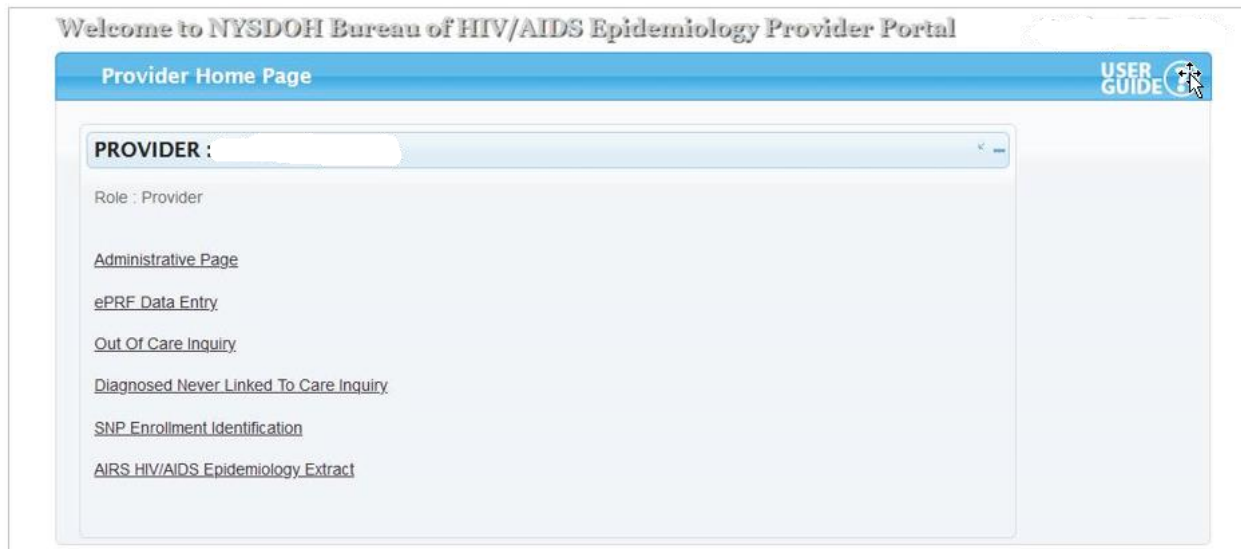 Welcome to NYSDOH Bureau of HIV/AIDS Epidemiology Provider Portal
Provider Home Page
USER
GUIDE
PROVIDER :
Role : Provider
Administrative Page
ePRF Data Entry
Out Of Care Inquiry
Diagnosed Never Linked To Care Inquiry
SNP Enrollment Identification
AIRS HIV/AIDS Epidemiology Extract